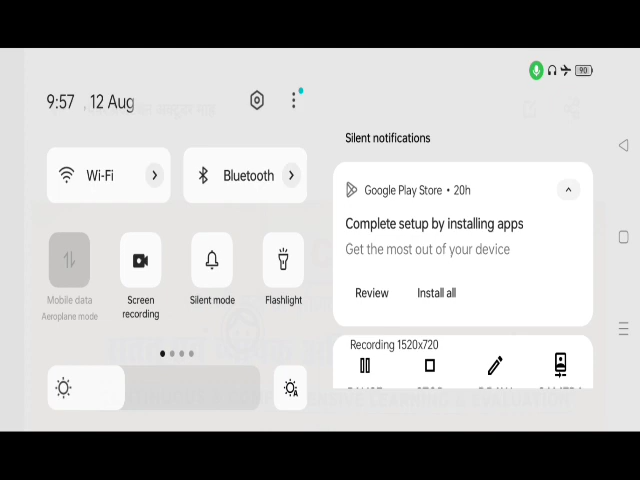 90
9:57 , 12 Aug
Silent notifications
Wi-Fi
Bluetooth
Google Play Store • 20h
Complete setup by installing apps
Get the most out of your device
Review Install all
Mobile data
Aeroplane mode
Screen recording
Silent mode
Flashlight
Recording 1520x720